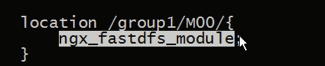 location /group1/M00/{
ngx_fastdfs_module;
}